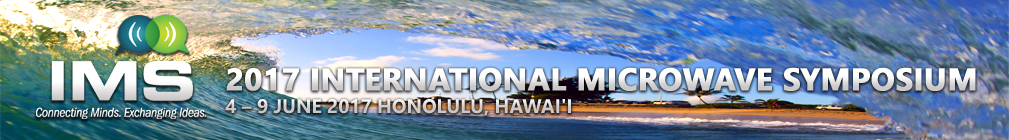 IMS
Connecting Minds. Exchanging Ideas.
2017 INTERNATIONAL MICROWAVE SYMPOSIUM
4 – 9 JUNE 2017 HONOLULU, HAWAI'I